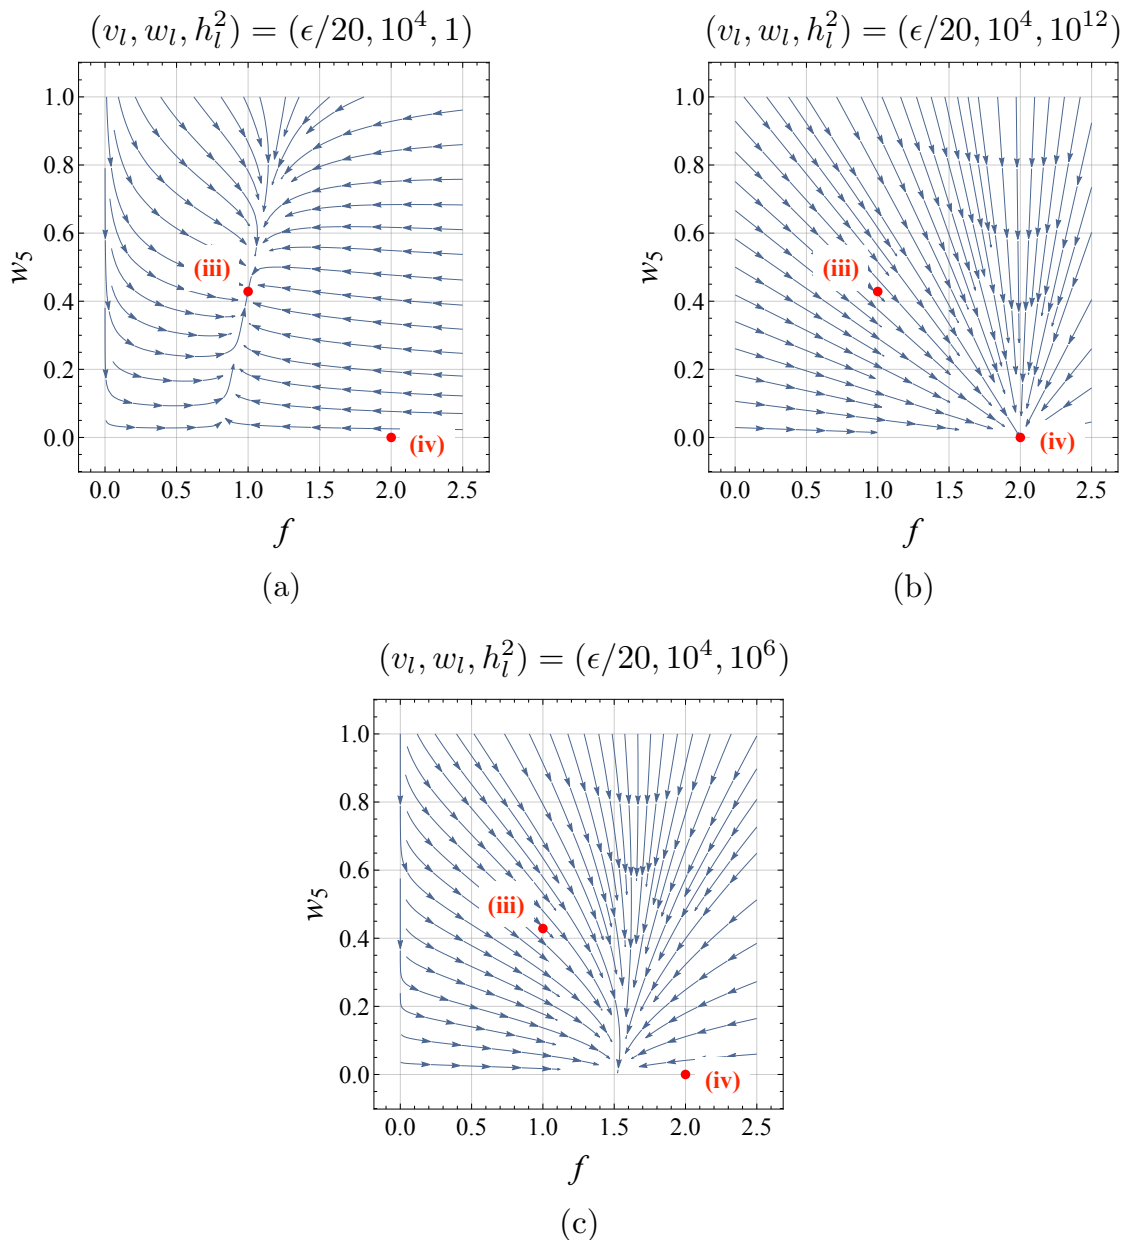 (v_l, w_l, h_l^2) = (ϵ/20, 10^4, 1)
1.0
0.8
0.6
0.4
0.2
0.0
w_5
(iii)
(iv)
0.0 0.5 1.0 1.5 2.0 2.5
f
(a)
(v_l, w_l, h_l^2) = (ϵ/20, 10^4, 10^12)
1.0
0.8
0.6
0.4
0.2
0.0
w_5
(iii)
(iv)
0.0 0.5 1.0 1.5 2.0 2.5
f
(b)
(v_l, w_l, h_l^2) = (ϵ/20, 10^4, 10^6)
1.0
0.8
0.6
0.4
0.2
0.0
w_5
(iii)
(iv)
0.0 0.5 1.0 1.5 2.0 2.5
f
(c)